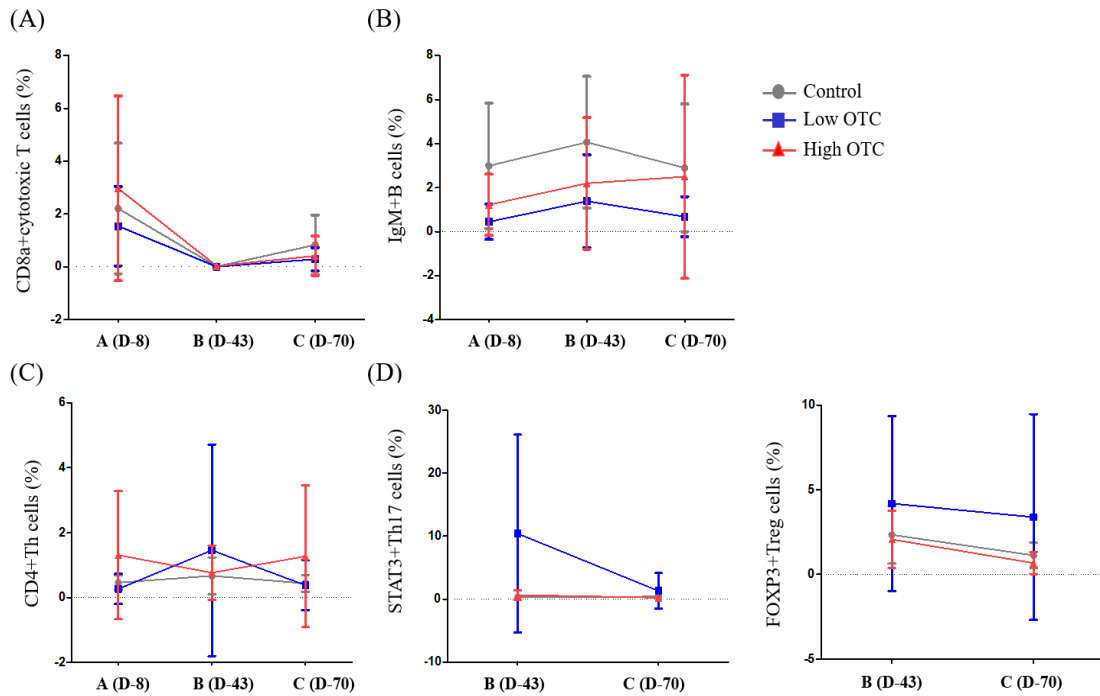 (A)
CD8a+cytotoxic T cells (%)
8
6
4
2
0
-2
A (D-8) B (D-43) C (D-70)
(B)
IgM+B cells (%)
8
6
4
2
0
-2
-4
A (D-8) B (D-43) C (D-70)
Control
Low OTC
High OTC
(C)
CD4+Th cells (%)
6
4
2
0
-2
A (D-8) B (D-43) C (D-70)
(D)
STAT3+Th17 cells (%)
30
20
10
0
-10
B (D-43) C (D-70)
FOXP3+Treg cells (%)
10
5
0
-5
B (D-43) C (D-70)